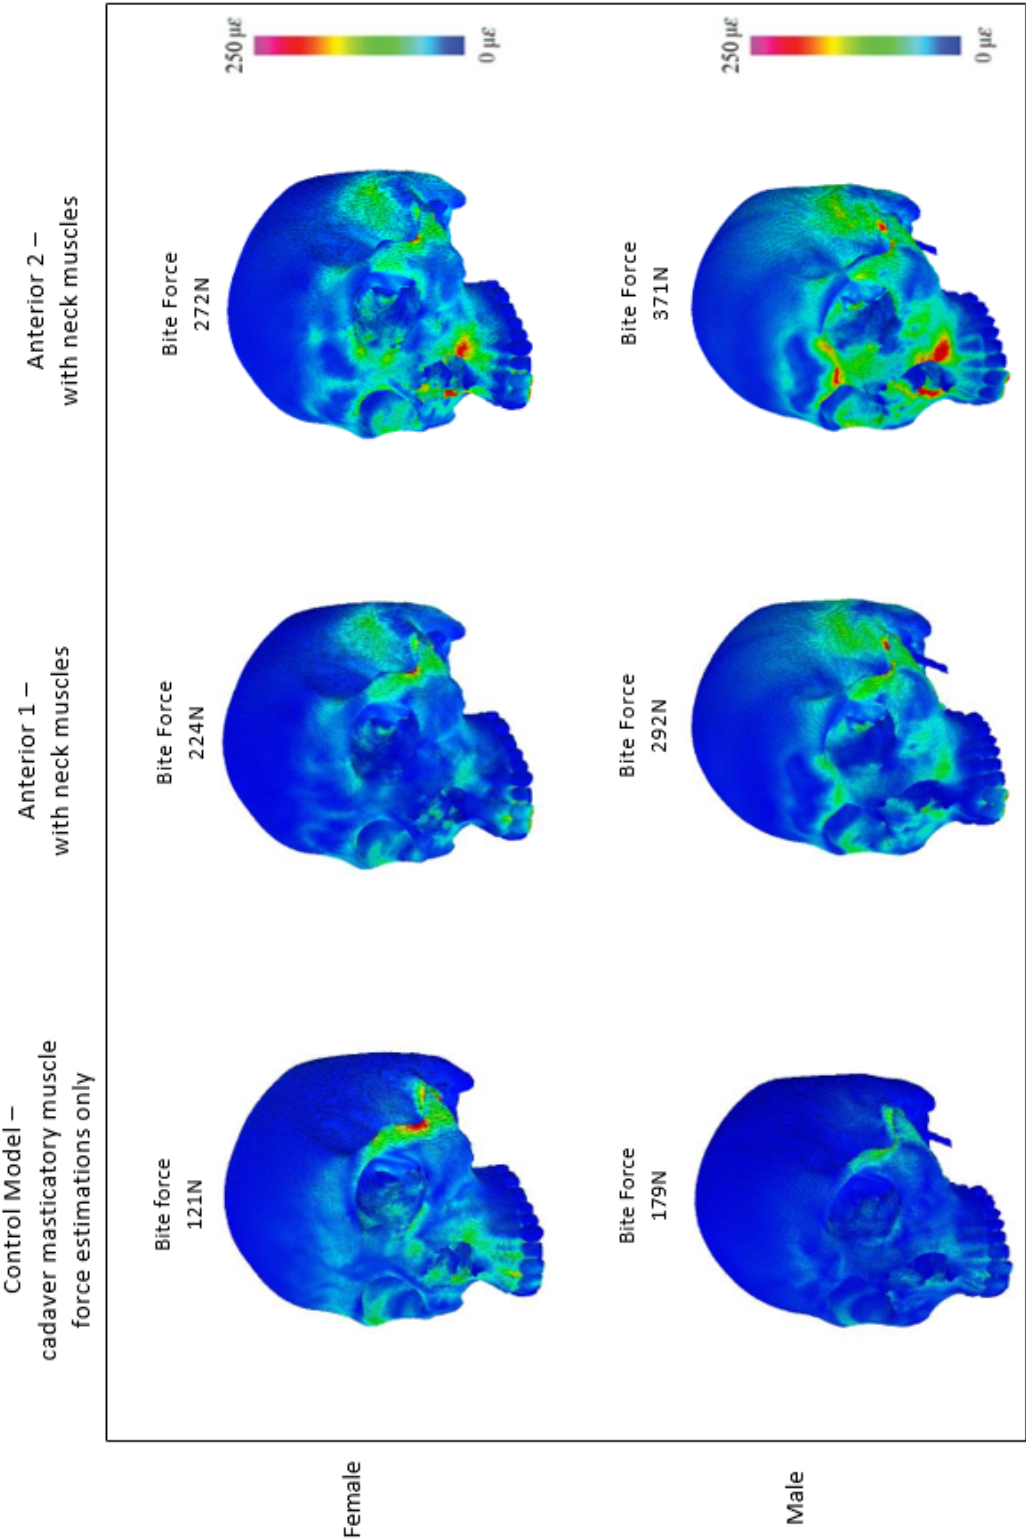 Control Model –
cadaver masticatory muscle
force estimations only
Anterior 1 –
with neck muscles
Anterior 2 –
with neck muscles
Female
Bite force
121N
Bite Force
224N
Bite Force
272N
250 µε
0 µε
Male
Bite Force
179N
Bite Force
292N
Bite Force
371N
250 µε
0 µε